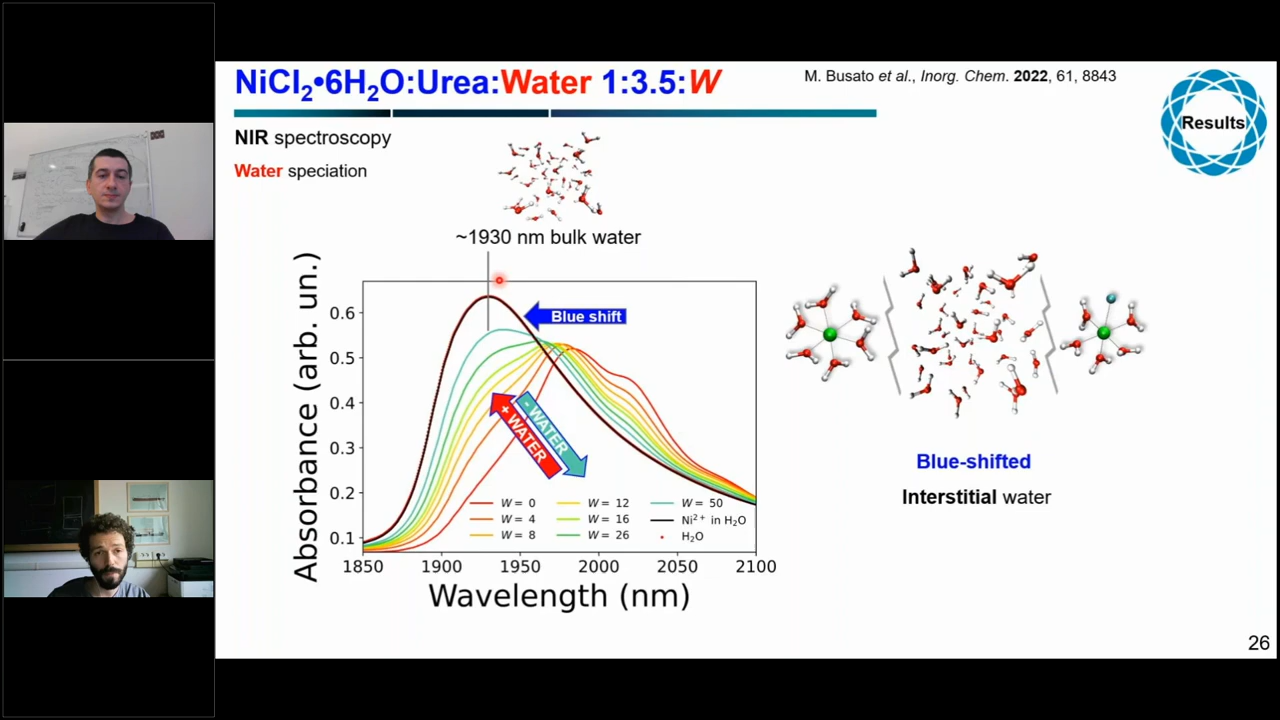 NiCl₂•6H₂O:Urea:Water 1:3.5:W
M. Busato et al., Inorg. Chem. 2022, 61, 8843
Results
NIR spectroscopy
Water speciation
~1930 nm bulk water
Blue shift
+ WATER
- WATER
Absorbance (arb. un.)
0.6
0.5
0.4
0.3
0.2
0.1
W = 0
W = 4
W = 8
W = 12
W = 16
W = 26
W = 50
Ni²⁺ in H₂O
H₂O
1850 1900 1950 2000 2050 2100
Wavelength (nm)
Blue-shifted
Interstitial water
26